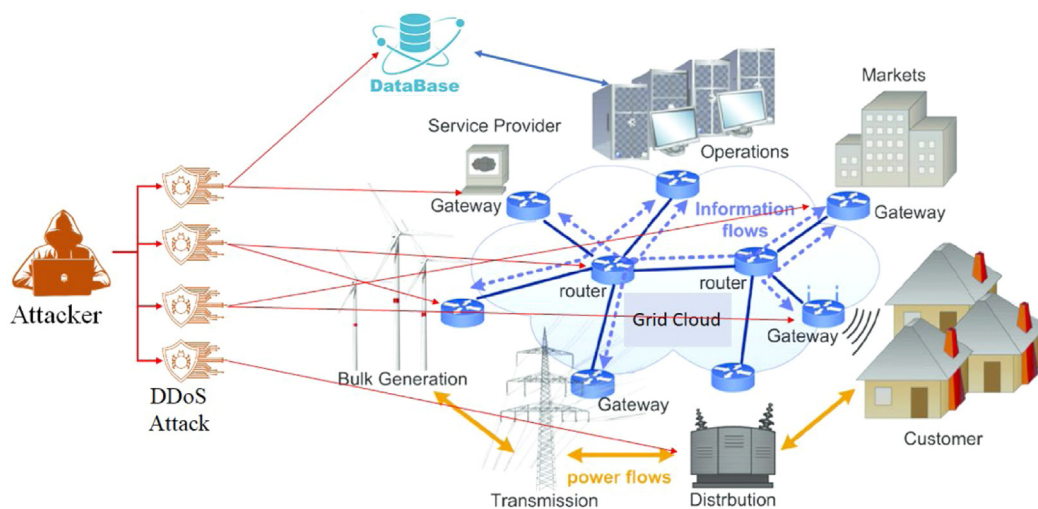 DataBase
Markets
Service Provider
Operations
Gateway
Information
flows
Gateway
router
router
Attacker
Grid Cloud
Gateway
Bulk Generation
DDoS
Attack
Gateway
Customer
power flows
Transmission
Distrbution